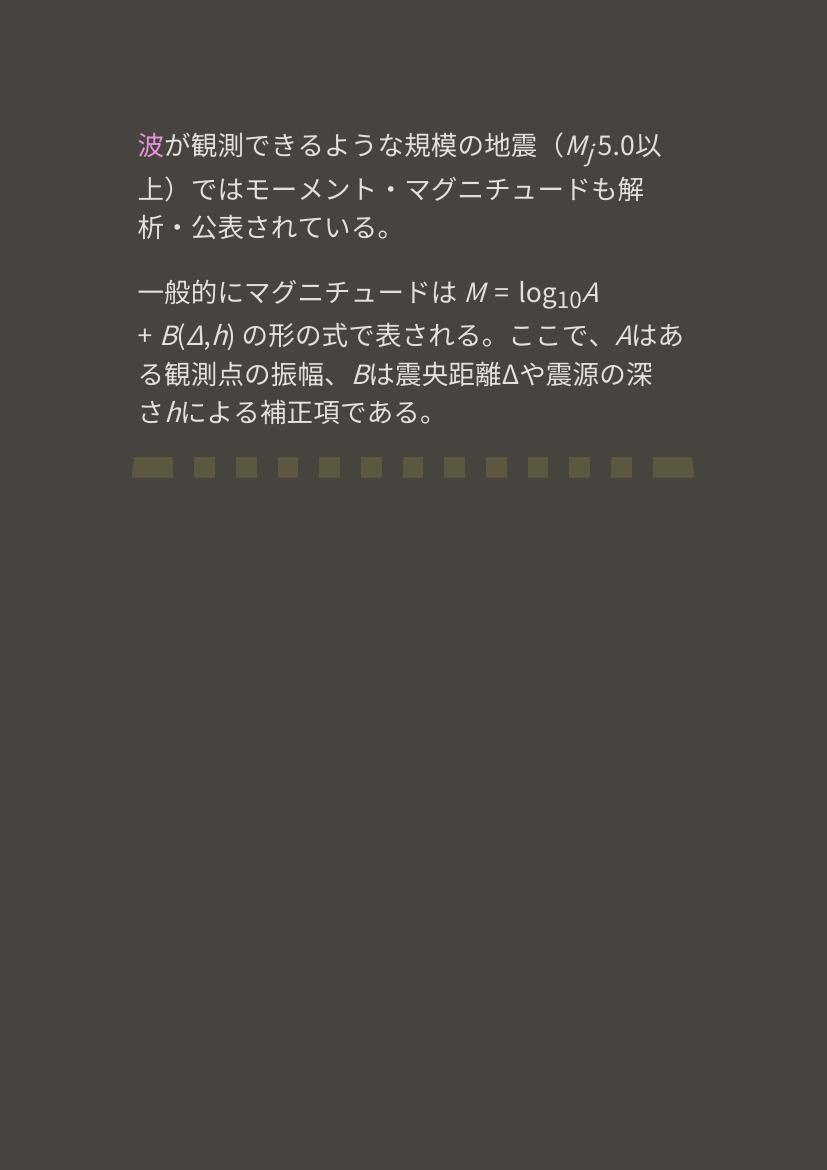 波が観測できるような規模の地震（Mj 5.0以
上）ではモーメント・マグニチュードも解
析・公表されている。
一般的にマグニチュードは M = log10A
+ B(Δ,h) の形の式で表される。ここで、Aはあ
る観測点の振幅、Bは震央距離Δや震源の深
さhによる補正項である。